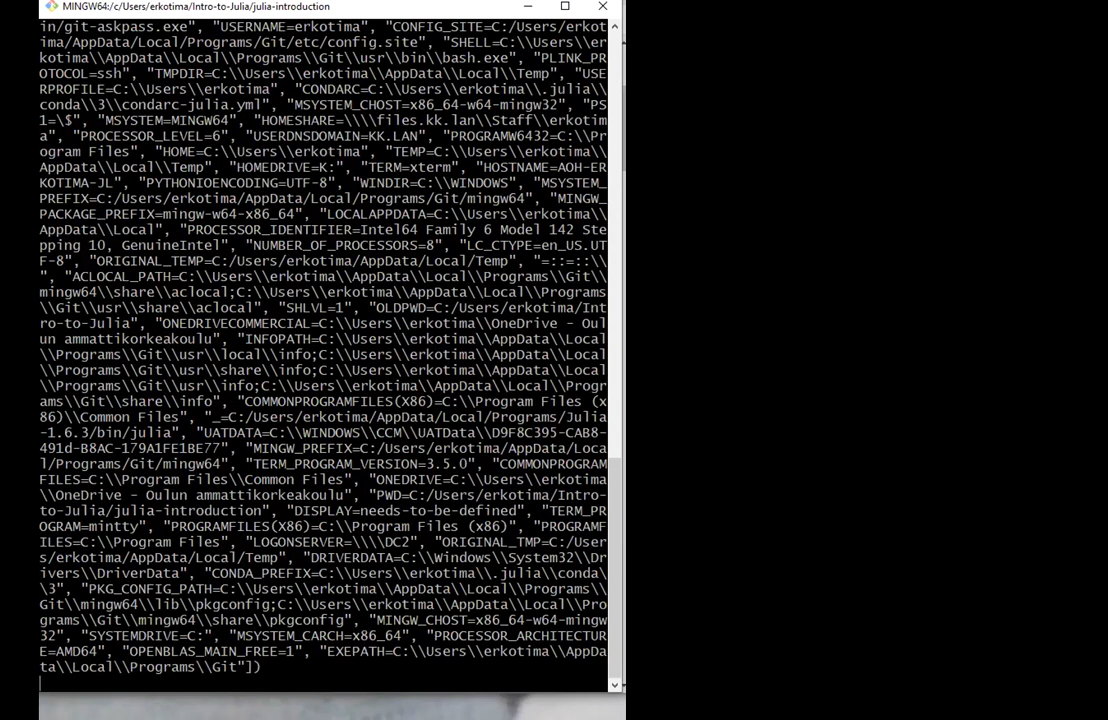 MINGW64:/c/Users/erkotima/Intro-to-Julia/julia-introduction
in/git-askpass.exe", "USERNAME=erkotima", "CONFIG_SITE=C:/Users/erkot
ima/AppData/Local/Programs/Git/etc/config.site", "SHELL=C:\\Users\\er
kotima\\AppData\\Local\\Programs\\Git\\usr\\bin\\bash.exe", "PLINK_PR
OTOCOL=ssh", "TMPDIR=C:\\Users\\erkotima\\AppData\\Local\\Temp", "USE
RPROFILE=C:\\Users\\erkotima", "CONDARC=C:\\Users\\erkotima\\.julia\\
conda\\3\\condarc-julia.yml", "MSYSTEM_CHOST=x86_64-w64-mingw32", "PS
1=\$", "MSYSTEM=MINGW64", "HOMESHARE=\\\\files.kk.lan\\Staff\\erkotim
a", "PROCESSOR_LEVEL=6", "USERDNSDOMAIN=KK.LAN", "PROGRAMW6432=C:\\Pr
ogram Files", "HOME=C:\\Users\\erkotima", "TEMP=C:\\Users\\erkotima\\
AppData\\Local\\Temp", "HOMEDRIVE=K:", "TERM=xterm", "HOSTNAME=AOH-ER
KOTIMA-JL", "PYTHONIOENCODING=UTF-8", "WINDIR=C:\\WINDOWS", "MSYSTEM_
PREFIX=C:/Users/erkotima/AppData/Local/Programs/Git/mingw64", "MINGW_
PACKAGE_PREFIX=mingw-w64-x86_64", "LOCALAPPDATA=C:\\Users\\erkotima\\
AppData\\Local", "PROCESSOR_IDENTIFIER=Intel64 Family 6 Model 142 Ste
pping 10, GenuineIntel", "NUMBER_OF_PROCESSORS=8", "LC_CTYPE=en_US.UT
F-8", "ORIGINAL_TEMP=C:/Users/erkotima/AppData/Local/Temp", "=::=::\\
", "ACLOCAL_PATH=C:\\Users\\erkotima\\AppData\\Local\\Programs\\Git\\
mingw64\\share\\aclocal;C:\\Users\\erkotima\\AppData\\Local\\Programs
\\Git\\usr\\share\\aclocal", "SHLVL=1", "OLDPWD=C:/Users/erkotima/Int
ro-to-Julia", "ONEDRIVECOMMERCIAL=C:\\Users\\erkotima\\OneDrive - Oul
un ammattikorkeakoulu", "INFOPATH=C:\\Users\\erkotima\\AppData\\Local
\\Programs\\Git\\usr\\local\\info;C:\\Users\\erkotima\\AppData\\Local
\\Programs\\Git\\usr\\share\\info;C:\\Users\\erkotima\\AppData\\Local
\\Programs\\Git\\usr\\info;C:\\Users\\erkotima\\AppData\\Local\\Progr
ams\\Git\\share\\info", "COMMONPROGRAMFILES(X86)=C:\\Program Files (x
86)\\Common Files", "_=C:/Users/erkotima/AppData/Local/Programs/Julia
-1.6.3/bin/julia", "UATDATA=C:\\WINDOWS\\CCM\\UATData\\D9F8C395-CAB8-
491d-B8AC-179A1FE1BE77", "MINGW_PREFIX=C:/Users/erkotima/AppData/Loca
l/Programs/Git/mingw64", "TERM_PROGRAM_VERSION=3.5.0", "COMMONPROGRAM
FILES=C:\\Program Files\\Common Files", "ONEDRIVE=C:\\Users\\erkotima
\\OneDrive - Oulun ammattikorkeakoulu", "PWD=C:/Users/erkotima/Intro-
to-Julia/julia-introduction", "DISPLAY=needs-to-be-defined", "TERM_PR
OGRAM=mintty", "PROGRAMFILES(X86)=C:\\Program Files (x86)", "PROGRAMF
ILES=C:\\Program Files", "LOGONSERVER=\\\\DC2", "ORIGINAL_TMP=C:/User
s/erkotima/AppData/Local/Temp", "DRIVERDATA=C:\\Windows\\System32\\Dr
ivers\\DriverData", "CONDA_PREFIX=C:\\Users\\erkotima\\.julia\\conda\
\3", "PKG_CONFIG_PATH=C:\\Users\\erkotima\\AppData\\Local\\Programs\\
Git\\mingw64\\lib\\pkgconfig;C:\\Users\\erkotima\\AppData\\Local\\Pro
grams\\Git\\mingw64\\share\\pkgconfig", "MINGW_CHOST=x86_64-w64-mingw
32", "SYSTEMDRIVE=C:", "MSYSTEM_CARCH=x86_64", "PROCESSOR_ARCHITECTUR
E=AMD64", "OPENBLAS_MAIN_FREE=1", "EXEPATH=C:\\Users\\erkotima\\AppDa
ta\\Local\\Programs\\Git"])